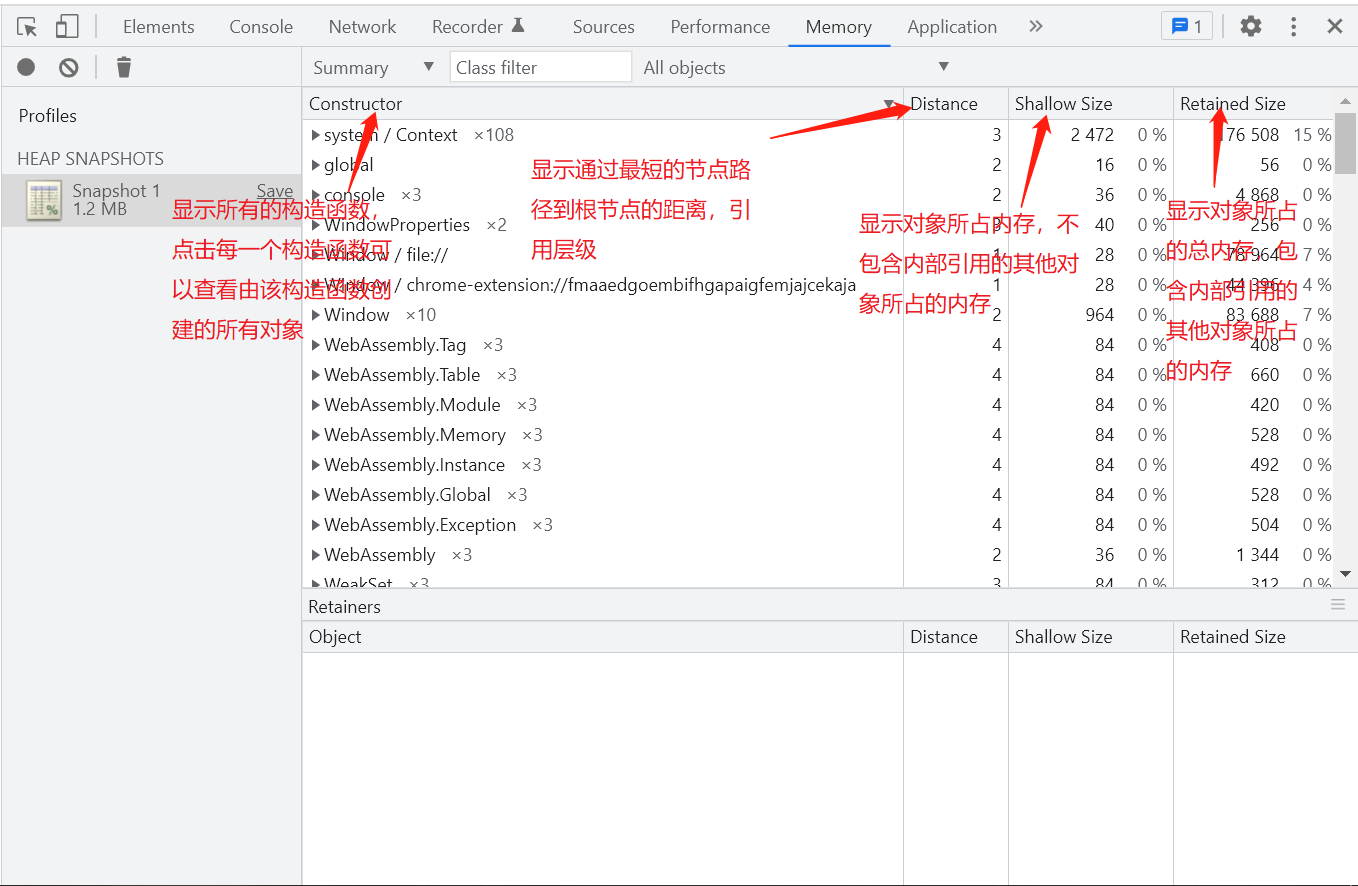 Elements Console Network Recorder Sources Performance Memory Application » 1
Summary Class filter All objects
Profiles
HEAP SNAPSHOTS
Snapshot 1 Save
1.2 MB
Constructor Distance Shallow Size Retained Size
system / Context ×108 3 2 472 0 % 176 508 15 %
global 2 16 0 % 56 0 %
console ×3 2 36 0 % 4 868 0 %
WindowProperties ×2 3 40 0 % 256 0 %
Window / file:// 1 28 0 % 78 964 7 %
Window / chrome-extension://fmaaedgoembifhgapaigfemjajcekaja 1 28 0 % 44 396 4 %
Window ×10 2 964 0 % 83 688 7 %
WebAssembly.Tag ×3 4 84 0 % 408 0 %
WebAssembly.Table ×3 4 84 0 % 660 0 %
WebAssembly.Module ×3 4 84 0 % 420 0 %
WebAssembly.Memory ×3 4 84 0 % 528 0 %
WebAssembly.Instance ×3 4 84 0 % 492 0 %
WebAssembly.Global ×3 4 84 0 % 528 0 %
WebAssembly.Exception ×3 4 84 0 % 504 0 %
WebAssembly ×3 2 36 0 % 1 344 0 %
WeakSet ×3 3 84 0 % 312 0 %
显示所有的构造函数，
点击每一个构造函数可
以查看由该构造函数创
建的所有对象
显示通过最短的节点路
径到根节点的距离，引
用层级
显示对象所占内存，不
包含内部引用的其他对
象所占的内存
显示对象所占
的总内存，包
含内部引用的
其他对象所占
的内存
Retainers
Object Distance Shallow Size Retained Size